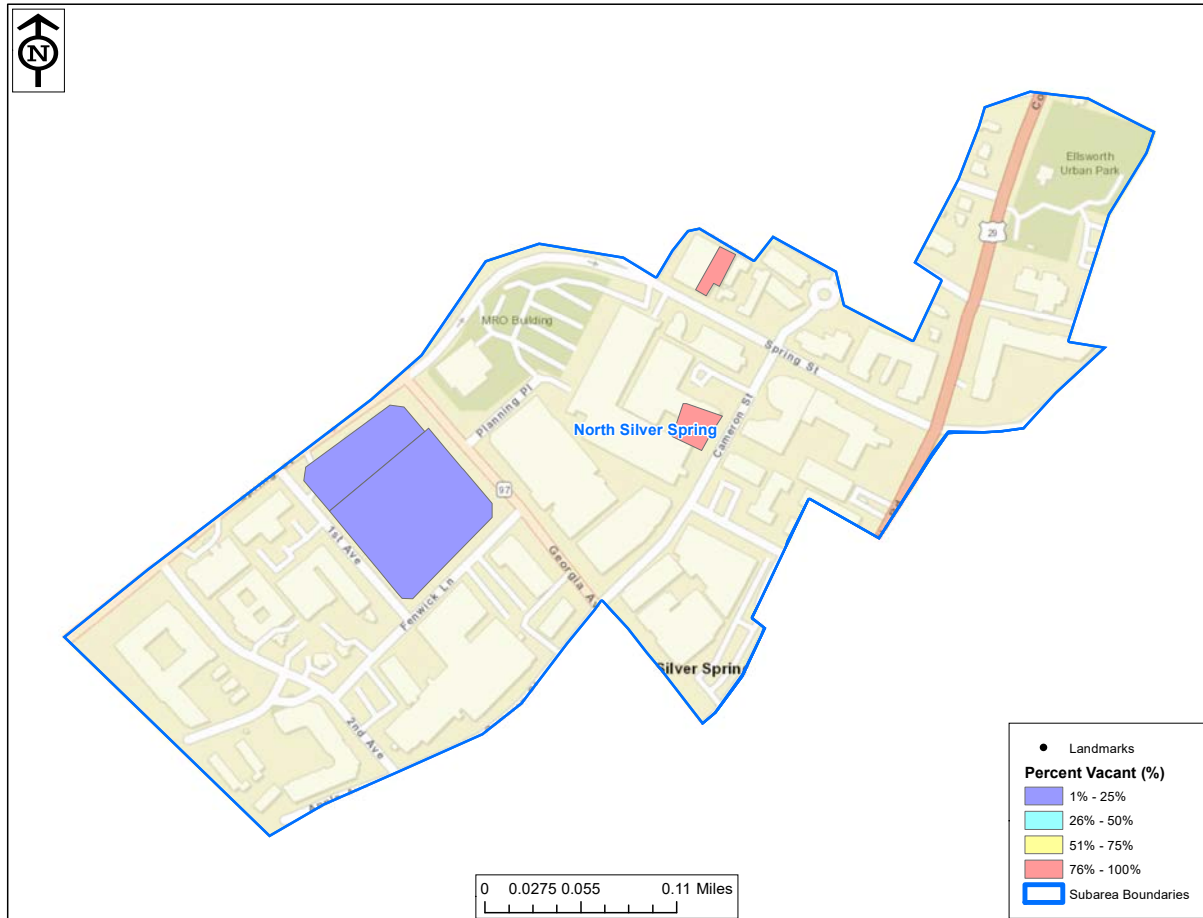 N
Ellsworth
Urban Park
29
MRO Building
Spring St
Planning Pl
Cameron St
North Silver Spring
97
1st Ave
Georgia A
Fenwick Ln
Silver Sprin
2nd Ave
Landmarks
Percent Vacant (%)
1% - 25%
26% - 50%
51% - 75%
76% - 100%
Subarea Boundaries
0 0.0275 0.055 0.11 Miles